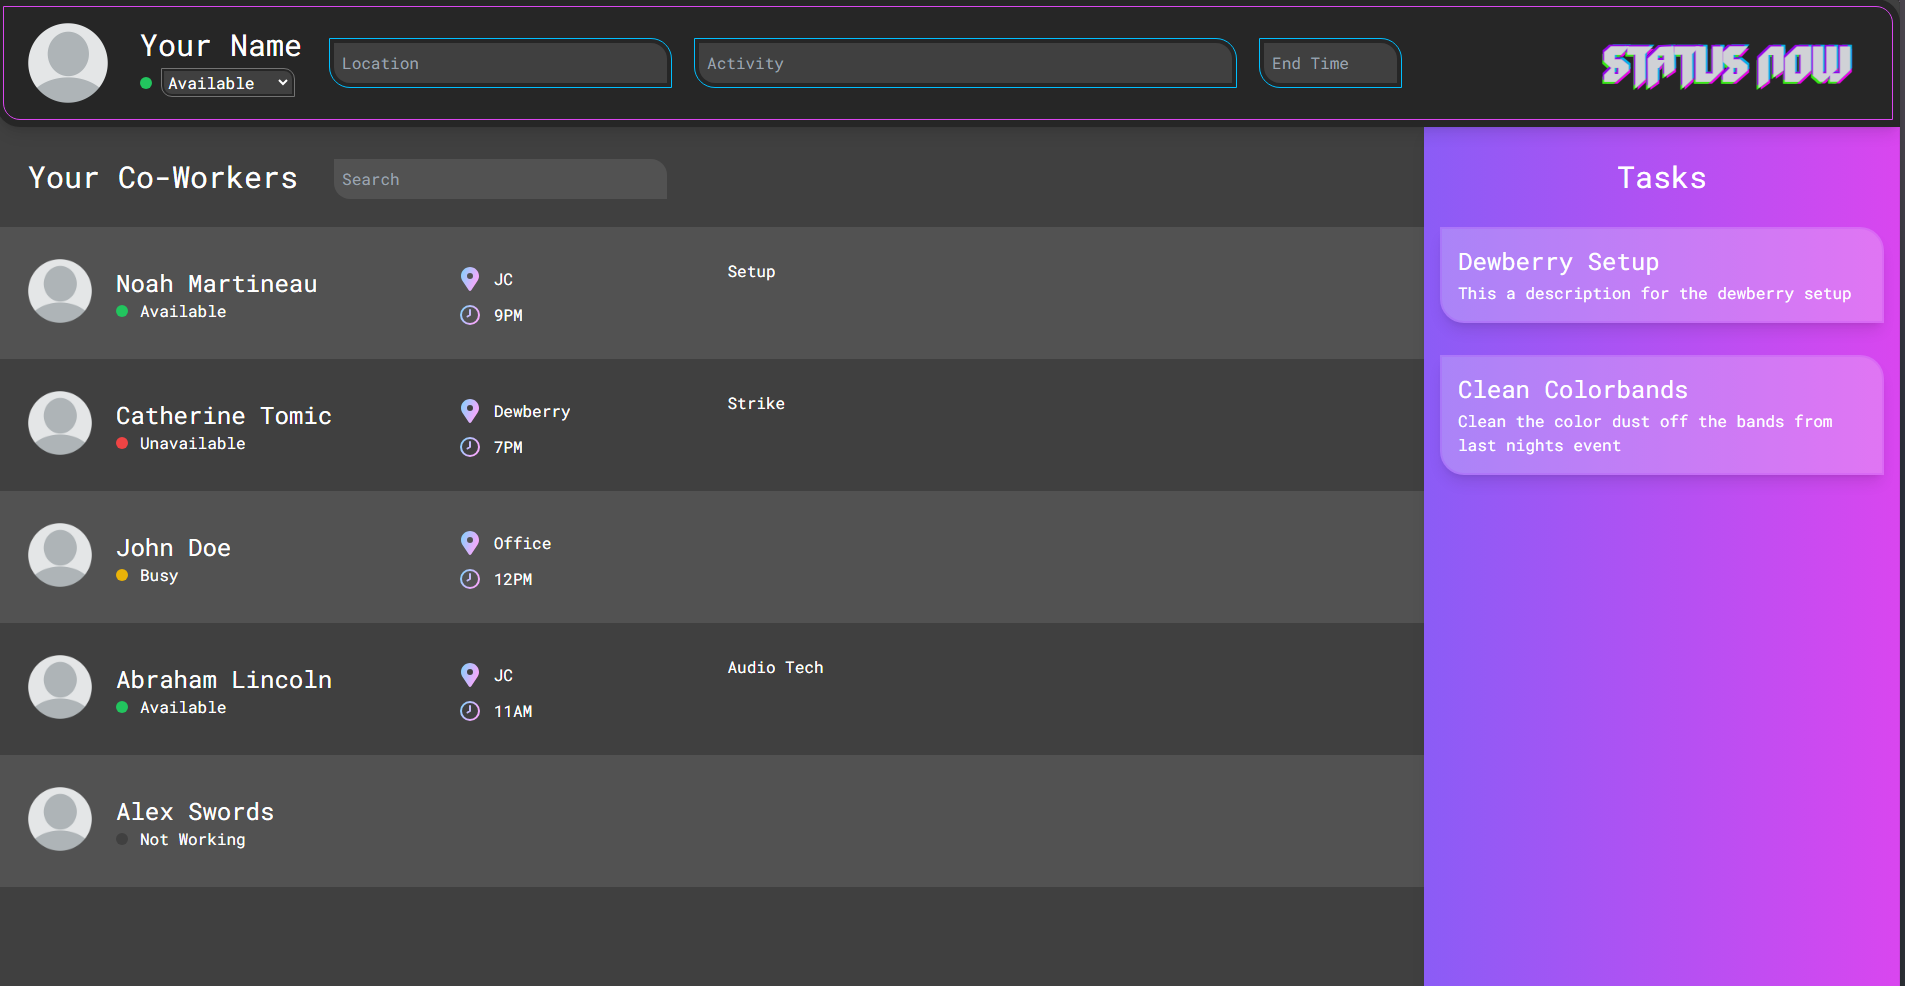 Your Name
Available
Location
Activity
End Time
STATUS NOW
Your Co-Workers
Search
Noah Martineau
Available
JC
9PM
Setup
Catherine Tomic
Unavailable
Dewberry
7PM
Strike
John Doe
Busy
Office
12PM
Abraham Lincoln
Available
JC
11AM
Audio Tech
Alex Swords
Not Working
Tasks
Dewberry Setup
This a description for the dewberry setup
Clean Colorbands
Clean the color dust off the bands from
last nights event